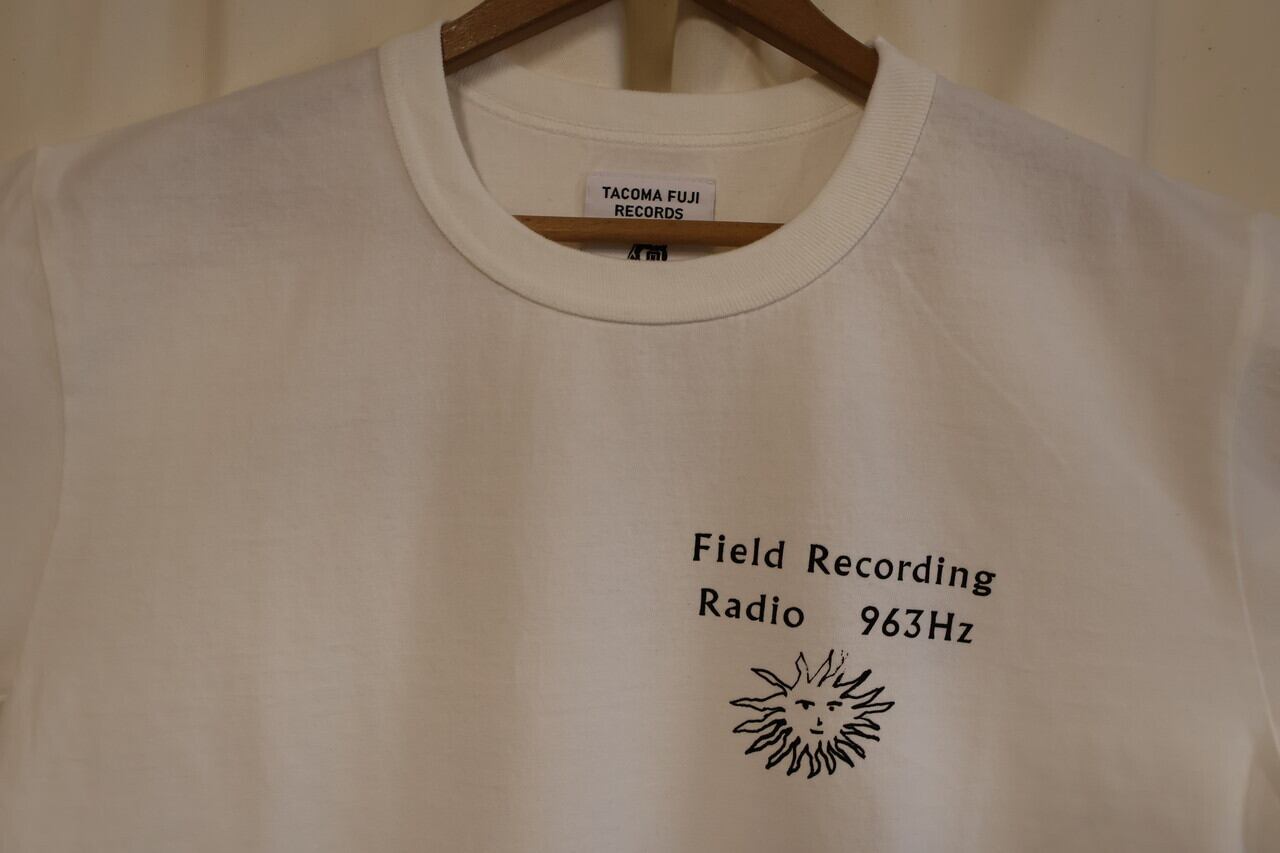 TACOMA FUJI
RECORDS
Field Recording
Radio 963Hz